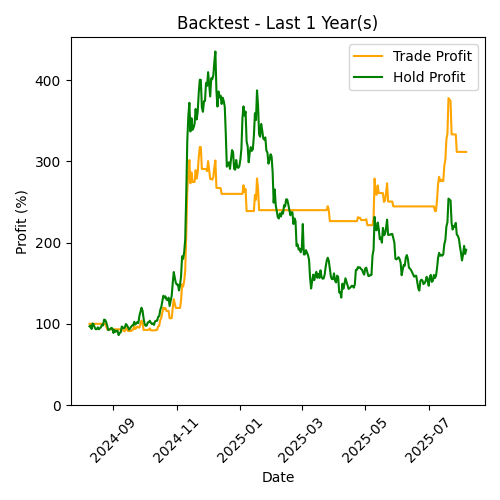 Backtest - Last 1 Year(s)
Trade Profit
Hold Profit
Profit (%)
400
300
200
100
0
2024-09
2024-11
2025-01
2025-03
2025-05
2025-07
Date